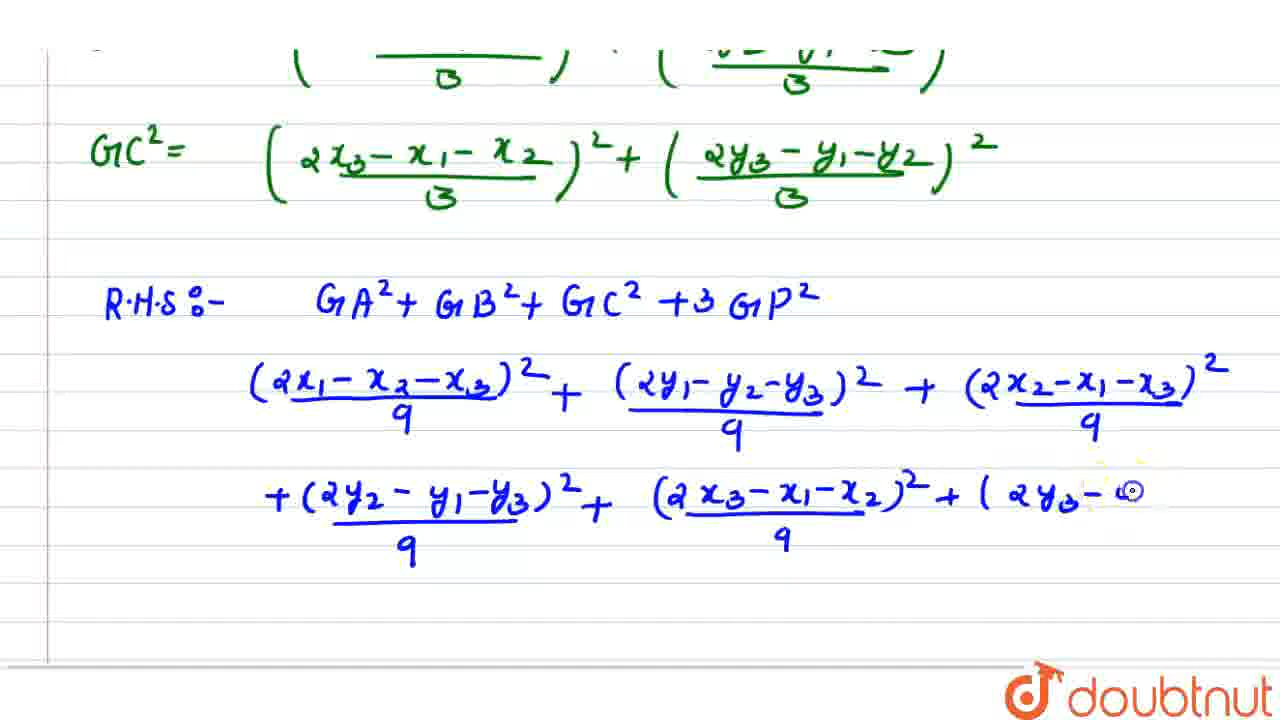 3 3
GC²= (2x₃ − x₁ − x₂ / 3)² + (2y₃ − y₁ − y₂ / 3)²
R.H.S :- GA² + GB² + GC² + 3 GP²
(2x₁ − x₂ − x₃)² / 9 + (2y₁ − y₂ − y₃)² / 9 + (2x₂ − x₁ − x₃)² / 9
+ (2y₂ − y₁ − y₃)² / 9 + (2x₃ − x₁ − x₂)² / 9 + ( 2y₃ −
doubtnut